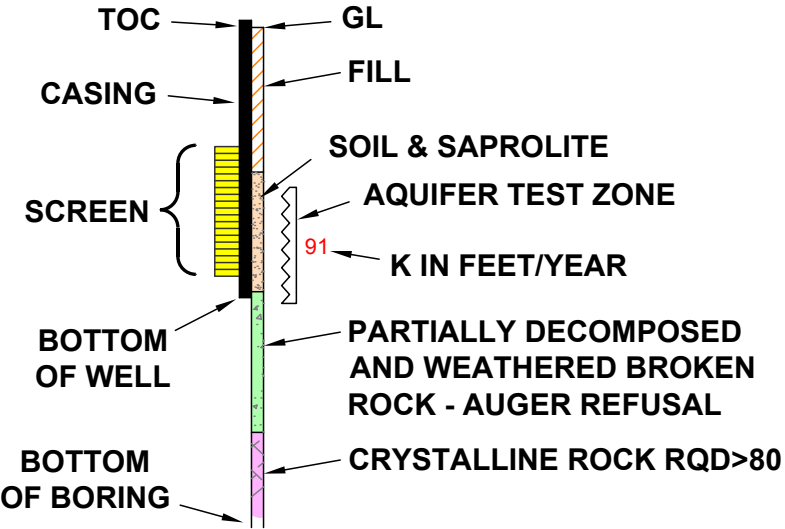 TOC
GL
FILL
CASING
SOIL & SAPROLITE
AQUIFER TEST ZONE
SCREEN
91
K IN FEET/YEAR
BOTTOM
OF WELL
PARTIALLY DECOMPOSED
AND WEATHERED BROKEN
ROCK - AUGER REFUSAL
CRYSTALLINE ROCK RQD>80
BOTTOM
OF BORING